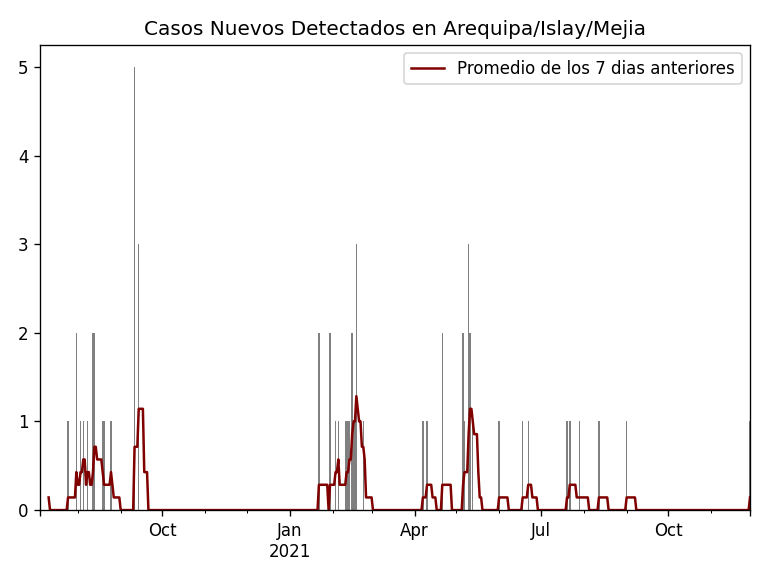 Casos Nuevos Detectados en Arequipa/Islay/Mejia
Promedio de los 7 dias anteriores
5
4
3
2
1
0
Oct
Jan
2021
Apr
Jul
Oct